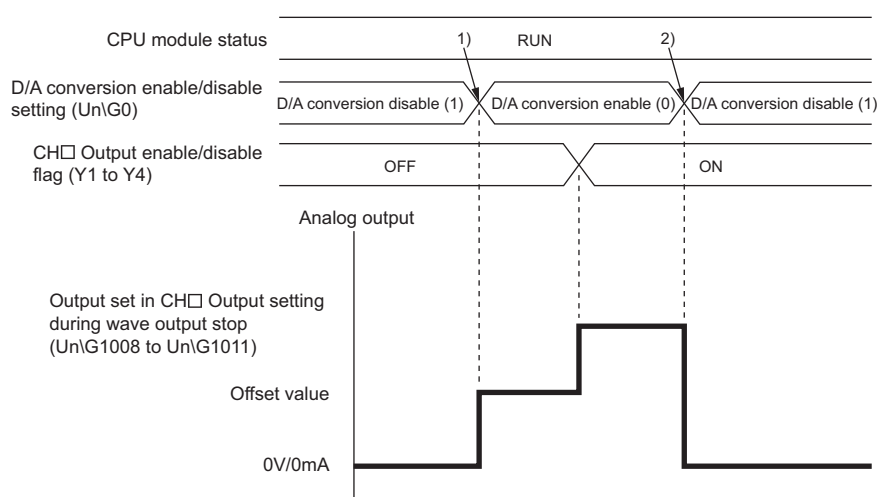 CPU module status
1)
RUN
2)
D/A conversion enable/disable
setting (Un\G0)
D/A conversion disable (1)
D/A conversion enable (0)
D/A conversion disable (1)
CH□ Output enable/disable
flag (Y1 to Y4)
OFF
ON
Analog output
Output set in CH□ Output setting
during wave output stop
(Un\G1008 to Un\G1011)
Offset value
0V/0mA